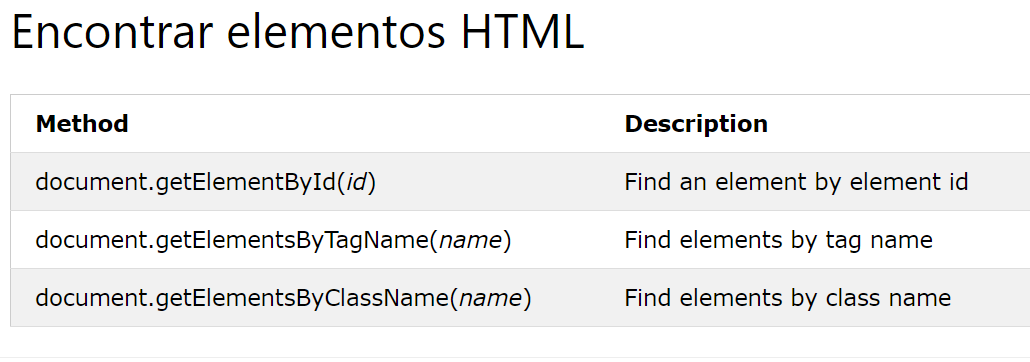 Encontrar elementos HTML
Method Description
document.getElementById(id) Find an element by element id
document.getElementsByTagName(name) Find elements by tag name
document.getElementsByClassName(name) Find elements by class name